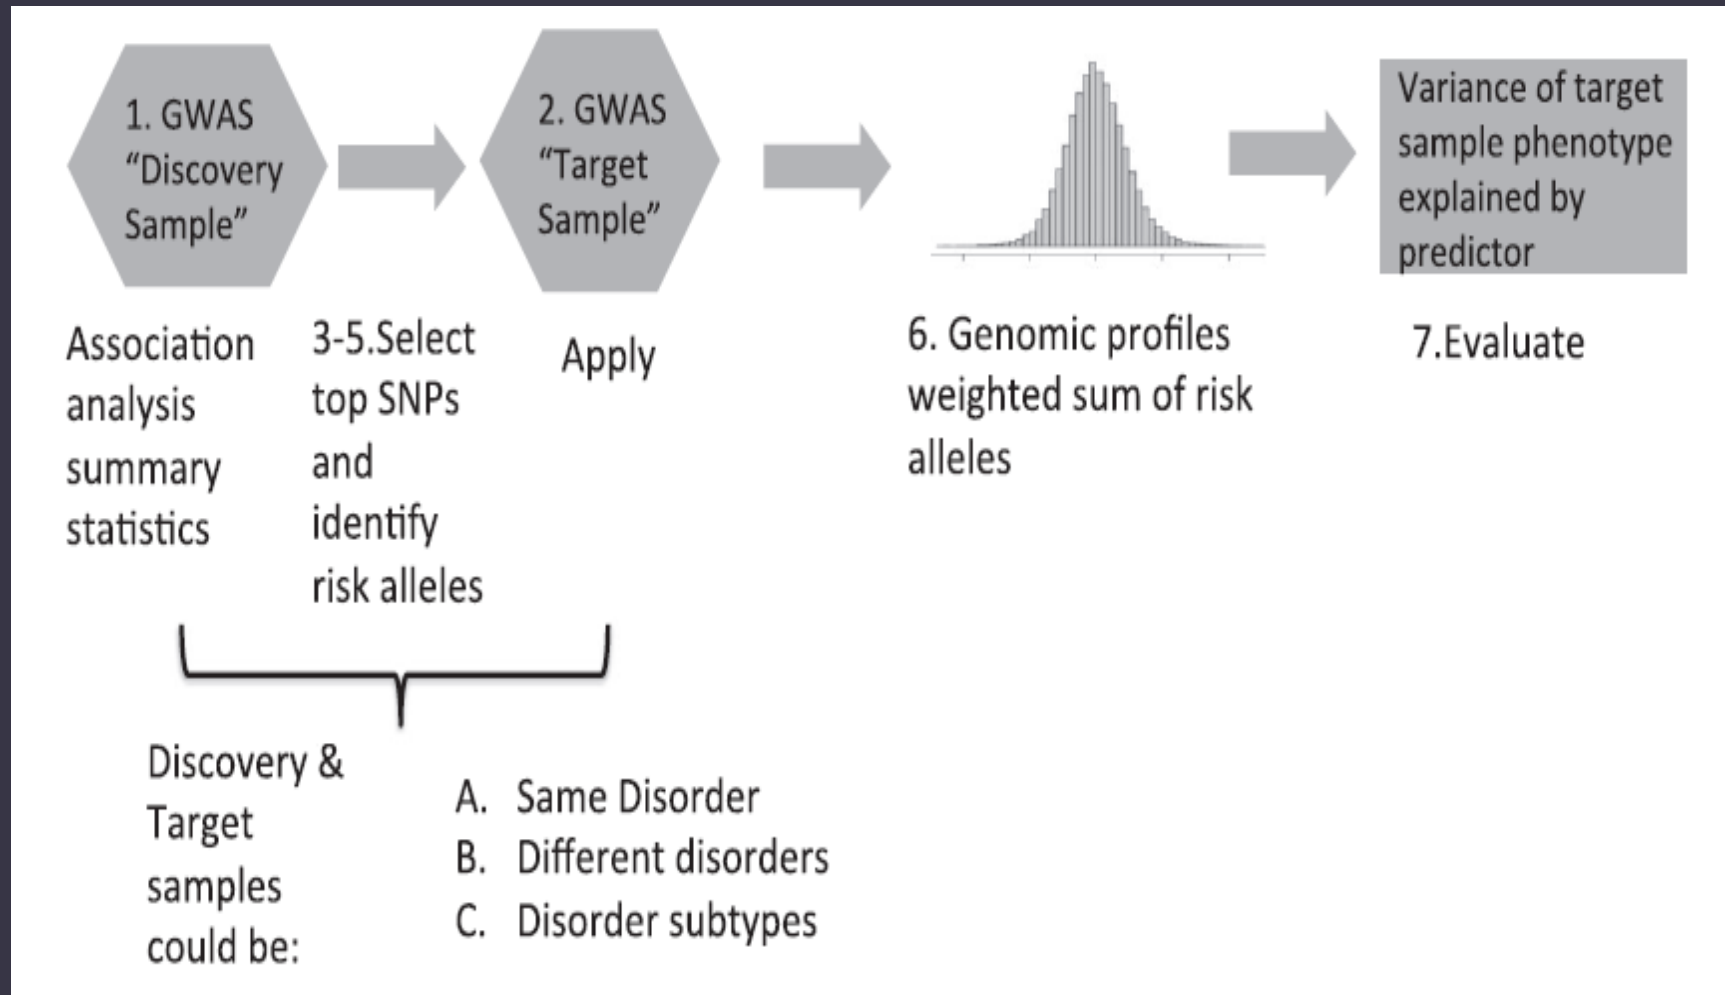 1. GWAS
“Discovery
Sample”
2. GWAS
“Target
Sample”
Variance of target
sample phenotype
explained by
predictor
Association
analysis
summary
statistics
3-5.Select
top SNPs
and
identify
risk alleles
Apply
6. Genomic profiles
weighted sum of risk
alleles
7.Evaluate
Discovery &
Target
samples
could be:
A. Same Disorder
B. Different disorders
C. Disorder subtypes